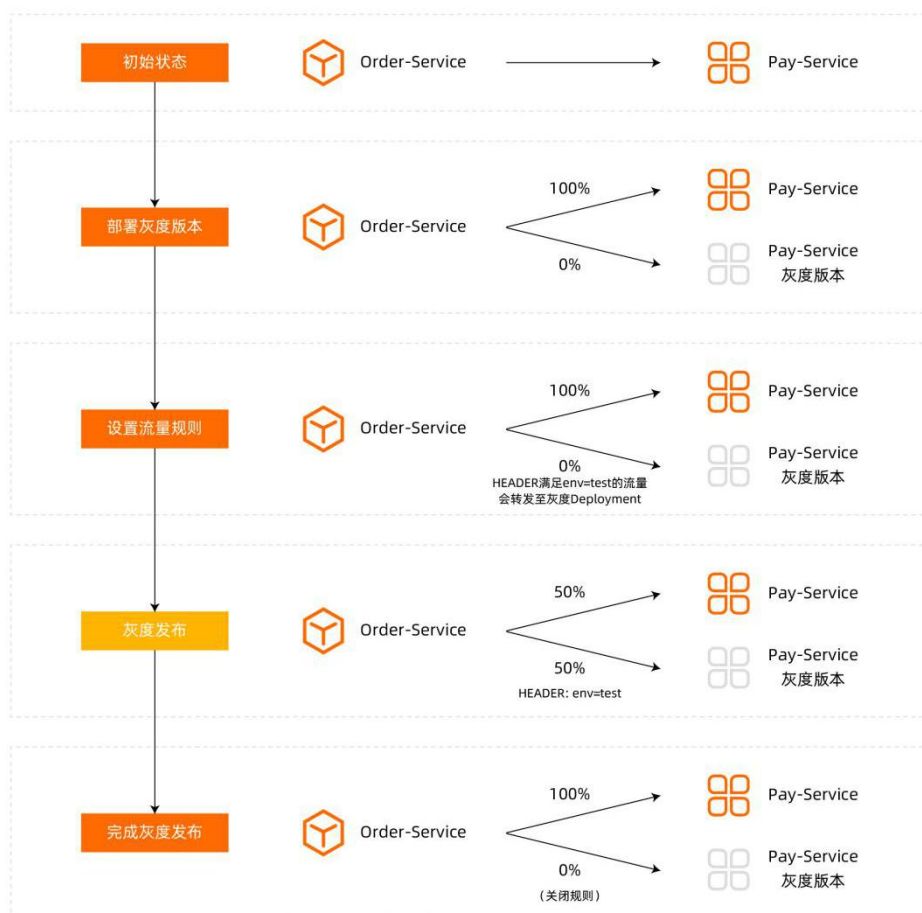 初始状态
Order-Service
Pay-Service
部署灰度版本
Order-Service
100%
0%
Pay-Service
Pay-Service
灰度版本
设置流量规则
Order-Service
100%
0%
HEADER满足env=test的流量
会转发至灰度Deployment
Pay-Service
Pay-Service
灰度版本
灰度发布
Order-Service
50%
50%
HEADER: env=test
Pay-Service
Pay-Service
灰度版本
完成灰度发布
Order-Service
100%
0%
（关闭规则）
Pay-Service
Pay-Service
灰度版本